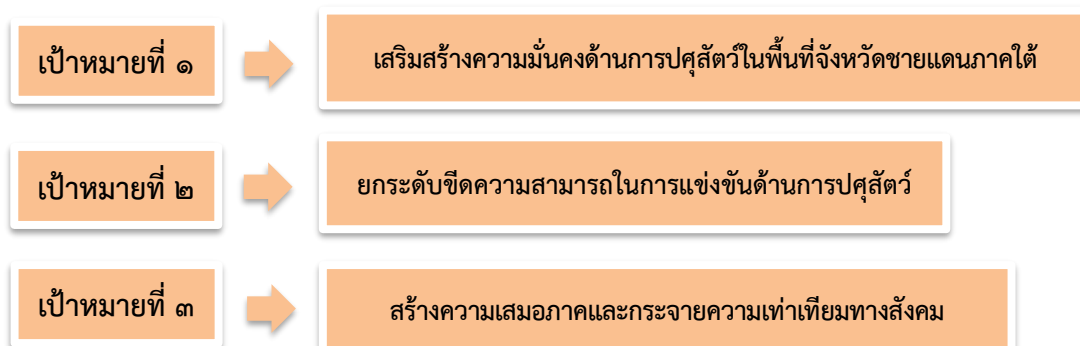 เป้าหมายที่ ๑
เสริมสร้างความมั่นคงด้านการปศุสัตว์ในพื้นที่จังหวัดชายแดนภาคใต้
เป้าหมายที่ ๒
ยกระดับขีดความสามารถในการแข่งขันด้านการปศุสัตว์
เป้าหมายที่ ๓
สร้างความเสมอภาคและกระจายความเท่าเทียมทางสังคม